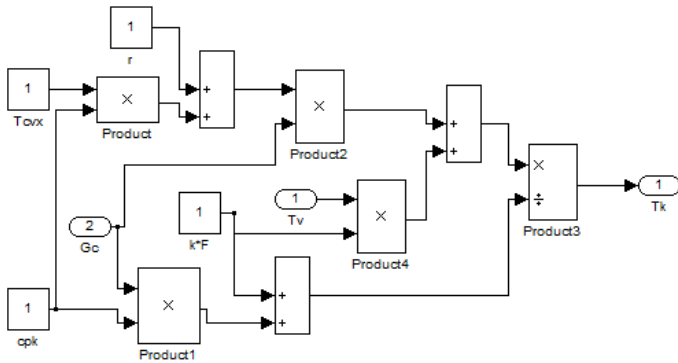 1
r
1
Tcvx
×
Product
+
+
×
Product2
+
+
×
÷
Product3
1
Tk
2
Gc
1
k*F
1
Tv
×
Product4
1
cpk
×
Product1
+
+